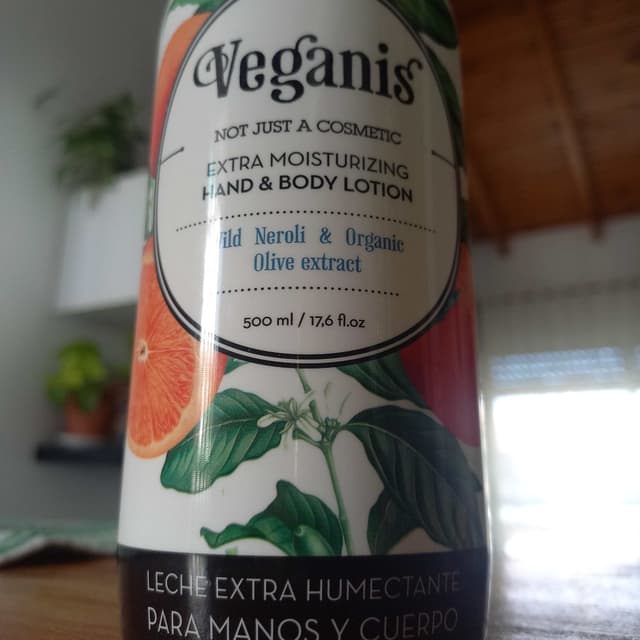 Veganis
NOT JUST A COSMETIC
EXTRA MOISTURIZING
HAND & BODY LOTION
Wild Neroli & Organic
Olive extract
500 ml / 17,6 fl.oz
LECHE EXTRA HUMECTANTE
PARA MANOS Y CUERPO